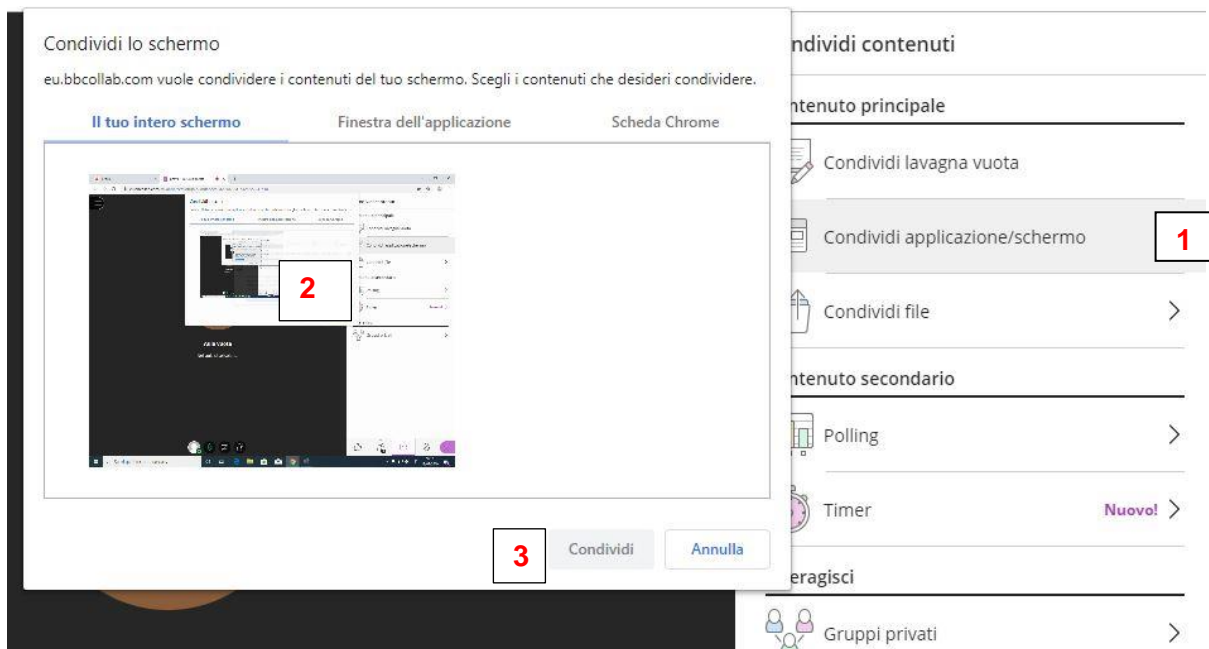 Condividi lo schermo
eu.bbcollab.com vuole condividere i contenuti del tuo schermo. Scegli i contenuti che desideri condividere.
Il tuo intero schermo Finestra dell'applicazione Scheda Chrome
2
3 Condividi Annulla
ndividi contenuti
ntenuto principale
Condividi lavagna vuota
Condividi applicazione/schermo 1
Condividi file
ntenuto secondario
Polling
Timer Nuovo!
eragisci
Gruppi privati